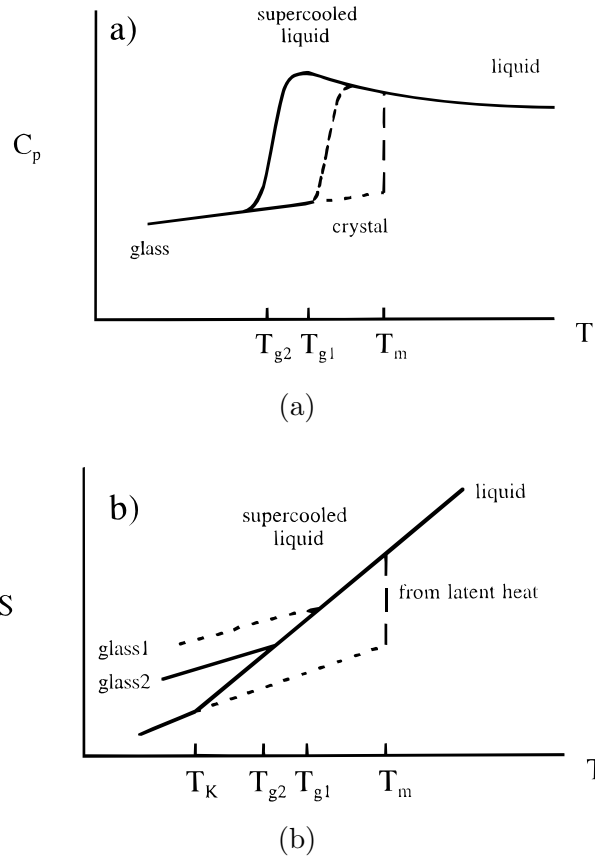 a)
supercooled
liquid
liquid
C_p
crystal
glass
T_g2 T_g1 T_m
T
(a)
b)
liquid
supercooled
liquid
S
from latent heat
glass1
glass2
T_K T_g2 T_g1 T_m
T
(b)